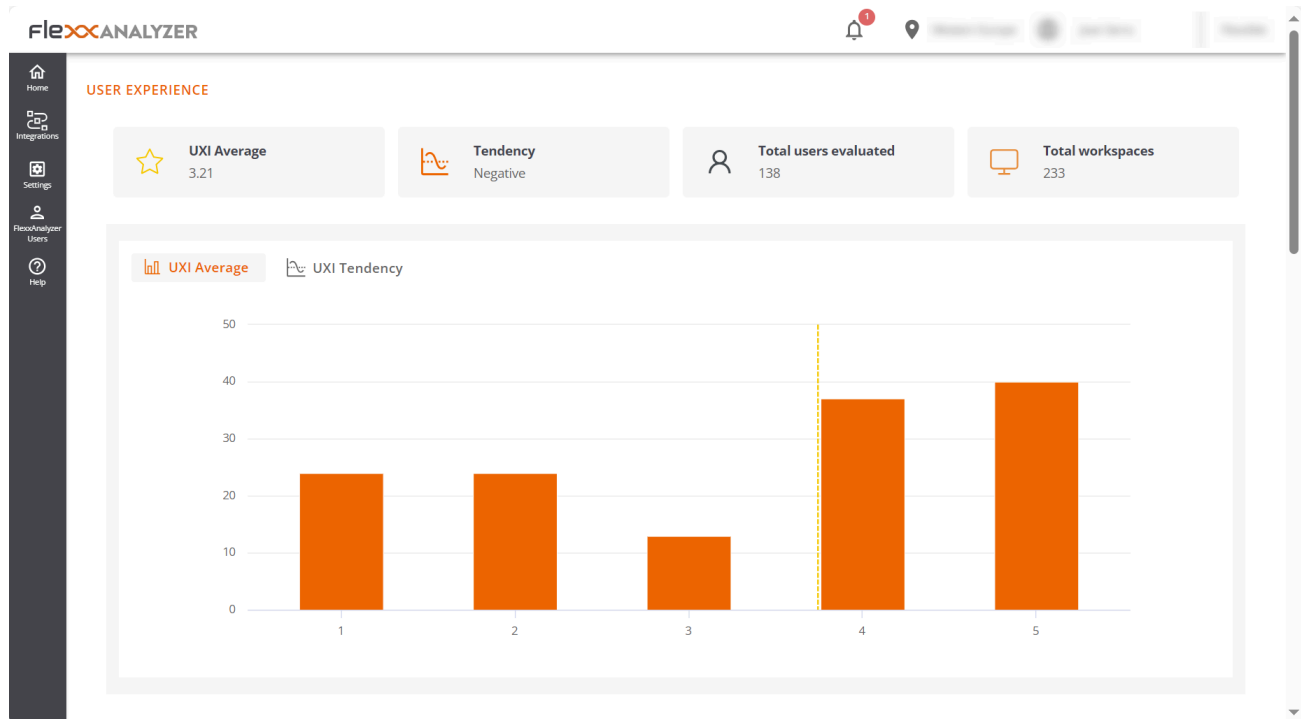 FlexxANALYZER
1
Home
Integrations
Settings
FlexxAnalyzer
Users
Help
USER EXPERIENCE
UXI Average
3.21
Tendency
Negative
Total users evaluated
138
Total workspaces
233
UXI Average
UXI Tendency
50
40
30
20
10
0
1
2
3
4
5